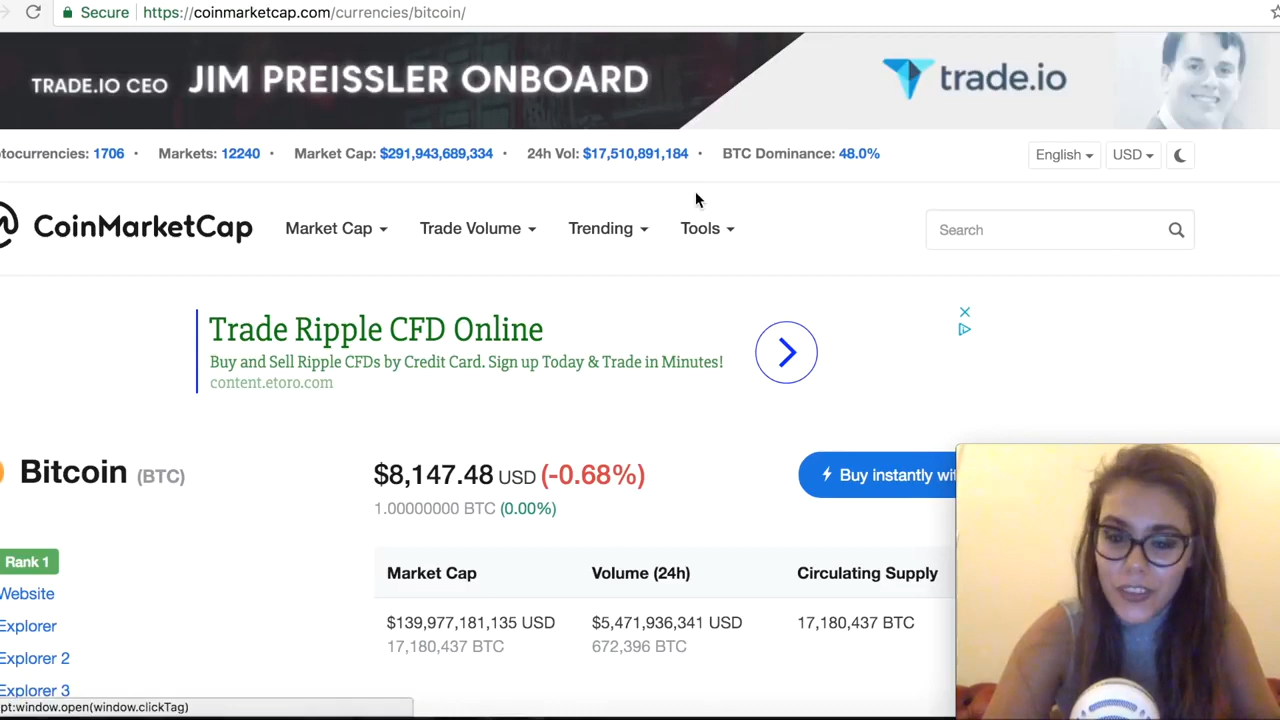 Secure https://coinmarketcap.com/currencies/bitcoin/
TRADE.IO CEO JIM PREISSLER ONBOARD
trade.io
tocurrencies: 1706 · Markets: 12240 · Market Cap: $291,943,689,334 · 24h Vol: $17,510,891,184 · BTC Dominance: 48.0%
English USD
CoinMarketCap Market Cap Trade Volume Trending Tools Search
Trade Ripple CFD Online
Buy and Sell Ripple CFDs by Credit Card. Sign up Today & Trade in Minutes!
content.etoro.com
Bitcoin (BTC) $8,147.48 USD (-0.68%) Buy instantly wi
1.00000000 BTC (0.00%)
Rank 1
Website
Explorer
Explorer 2
Explorer 3
Market Cap Volume (24h) Circulating Supply
$139,977,181,135 USD $5,471,936,341 USD 17,180,437 BTC
17,180,437 BTC 672,396 BTC
pt:window.open(window.clickTag)